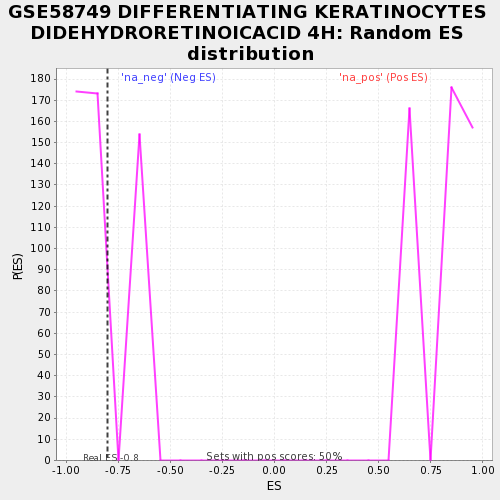 GSE58749 DIFFERENTIATING KERATINOCYTES
DIDEHYDRORETINOICACID 4H: Random ES
distribution
'na_neg' (Neg ES) 'na_pos' (Pos ES)
180
170
160
150
140
130
120
110
100
90
80
70
60
50
40
30
20
10
0
P(ES)
Real ES -0.8
Sets with pos scores: 50%
-1.00 -0.75 -0.50 -0.25 0.00 0.25 0.50 0.75 1.00
ES